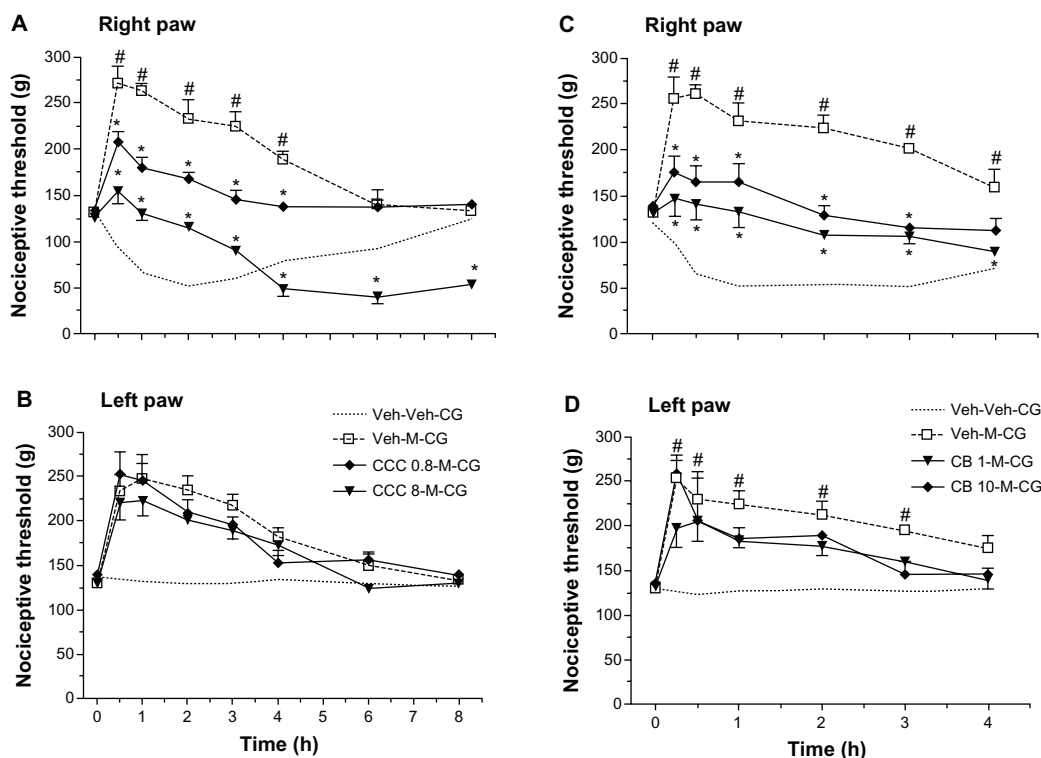 A Right paw
Nociceptive threshold (g)
300
250
200
150
100
50
0
# # # # #
* * * * *
* * * * * * *
C Right paw
Nociceptive threshold (g)
300
250
200
150
100
50
0
# # # # # #
* * * * *
* * * * * *
B Left paw
Nociceptive threshold (g)
300
250
200
150
100
50
0
Veh-Veh-CG
Veh-M-CG
CCC 0.8-M-CG
CCC 8-M-CG
0 1 2 3 4 6 8
Time (h)
D Left paw
Nociceptive threshold (g)
300
250
200
150
100
50
0
# # # # #
Veh-Veh-CG
Veh-M-CG
CB 1-M-CG
CB 10-M-CG
0 1 2 3 4
Time (h)